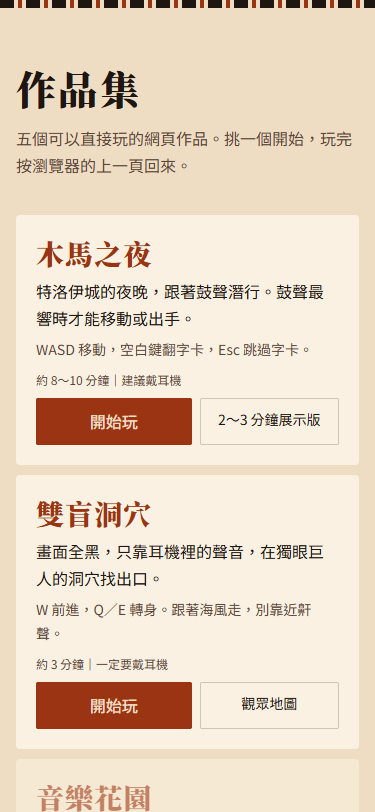 作品集
五個可以直接玩的網頁作品。挑一個開始，玩完
按瀏覽器的上一頁回來。
木馬之夜
特洛伊城的夜晚，跟著鼓聲潛行。鼓聲最
響時才能移動或出手。
WASD 移動，空白鍵翻字卡，Esc 跳過字卡。
約 8～10 分鐘｜建議戴耳機
開始玩
2～3 分鐘展示版
雙盲洞穴
畫面全黑，只靠耳機裡的聲音，在獨眼巨
人的洞穴找出口。
W 前進，Q／E 轉身。跟著海風走，別靠近鼾
聲。
約 3 分鐘｜一定要戴耳機
開始玩
觀眾地圖
音樂花園